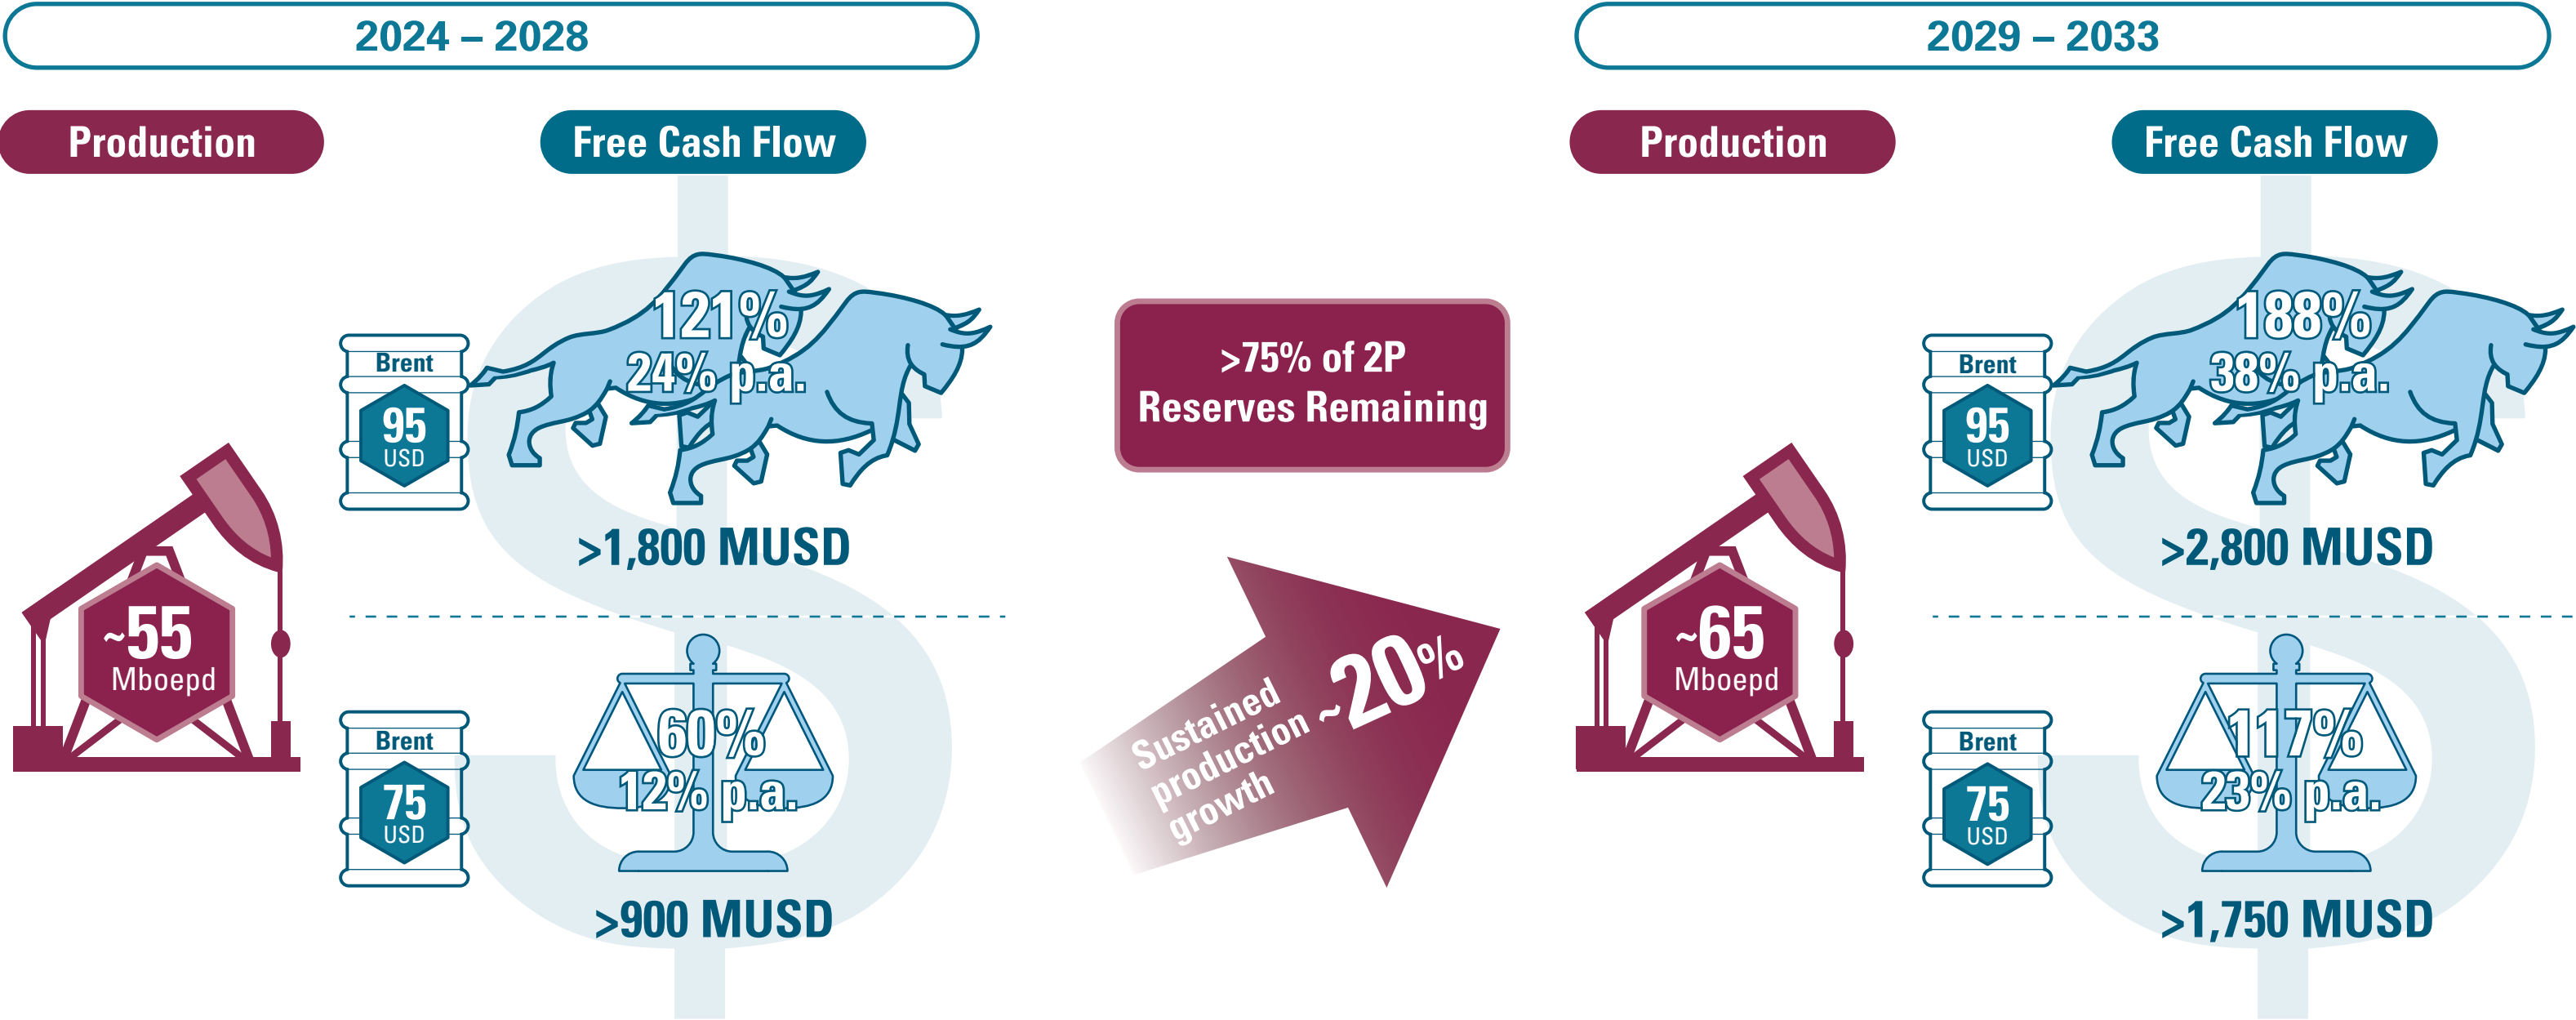 2024 – 2028
Production
Free Cash Flow
~55
Mboepd
Brent
95
USD
121%
24% p.a.
>1,800 MUSD
Brent
75
USD
60%
12% p.a.
>900 MUSD
>75% of 2P
Reserves Remaining
Sustained
production
growth
~20%
2029 – 2033
Production
Free Cash Flow
~65
Mboepd
Brent
95
USD
188%
38% p.a.
>2,800 MUSD
Brent
75
USD
117%
23% p.a.
>1,750 MUSD